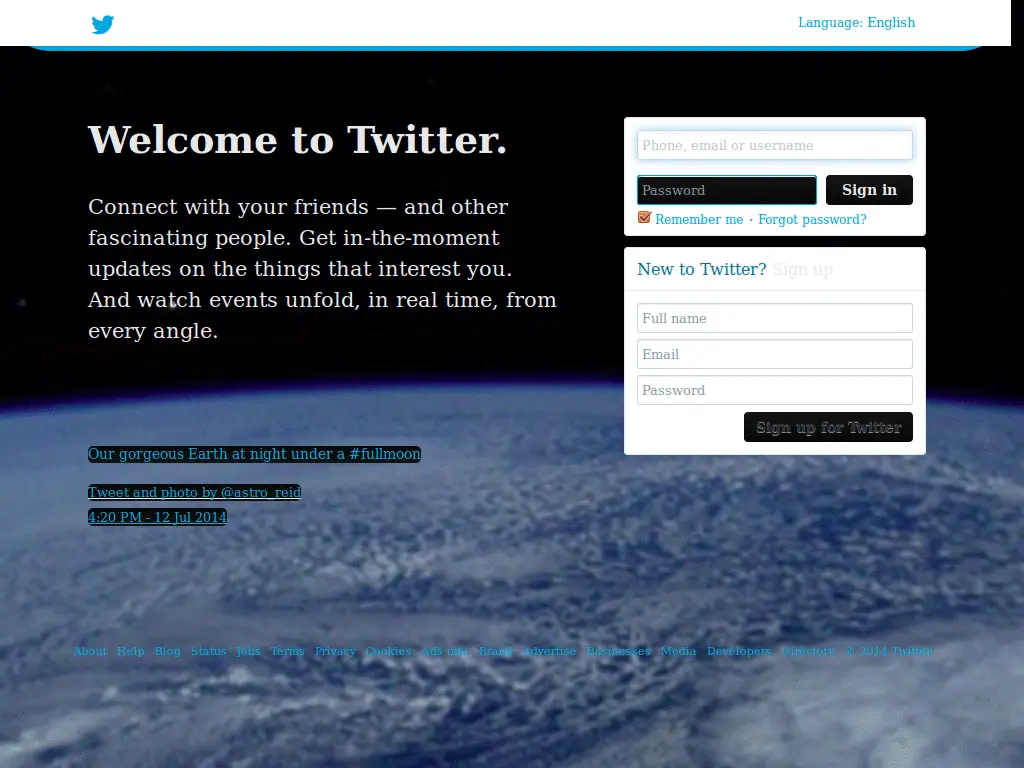 Language: English
Welcome to Twitter.
Connect with your friends — and other
fascinating people. Get in-the-moment
updates on the things that interest you.
And watch events unfold, in real time, from
every angle.
Phone, email or username
Password
Sign in
Remember me · Forgot password?
New to Twitter? Sign up
Full name
Email
Password
Sign up for Twitter
Our gorgeous Earth at night under a #fullmoon
Tweet and photo by @astro_reid
4:20 PM - 12 Jul 2014
About Help Blog Status Jobs Terms Privacy Cookies Ads info Brand Advertise Businesses Media Developers Directory © 2014 Twitter